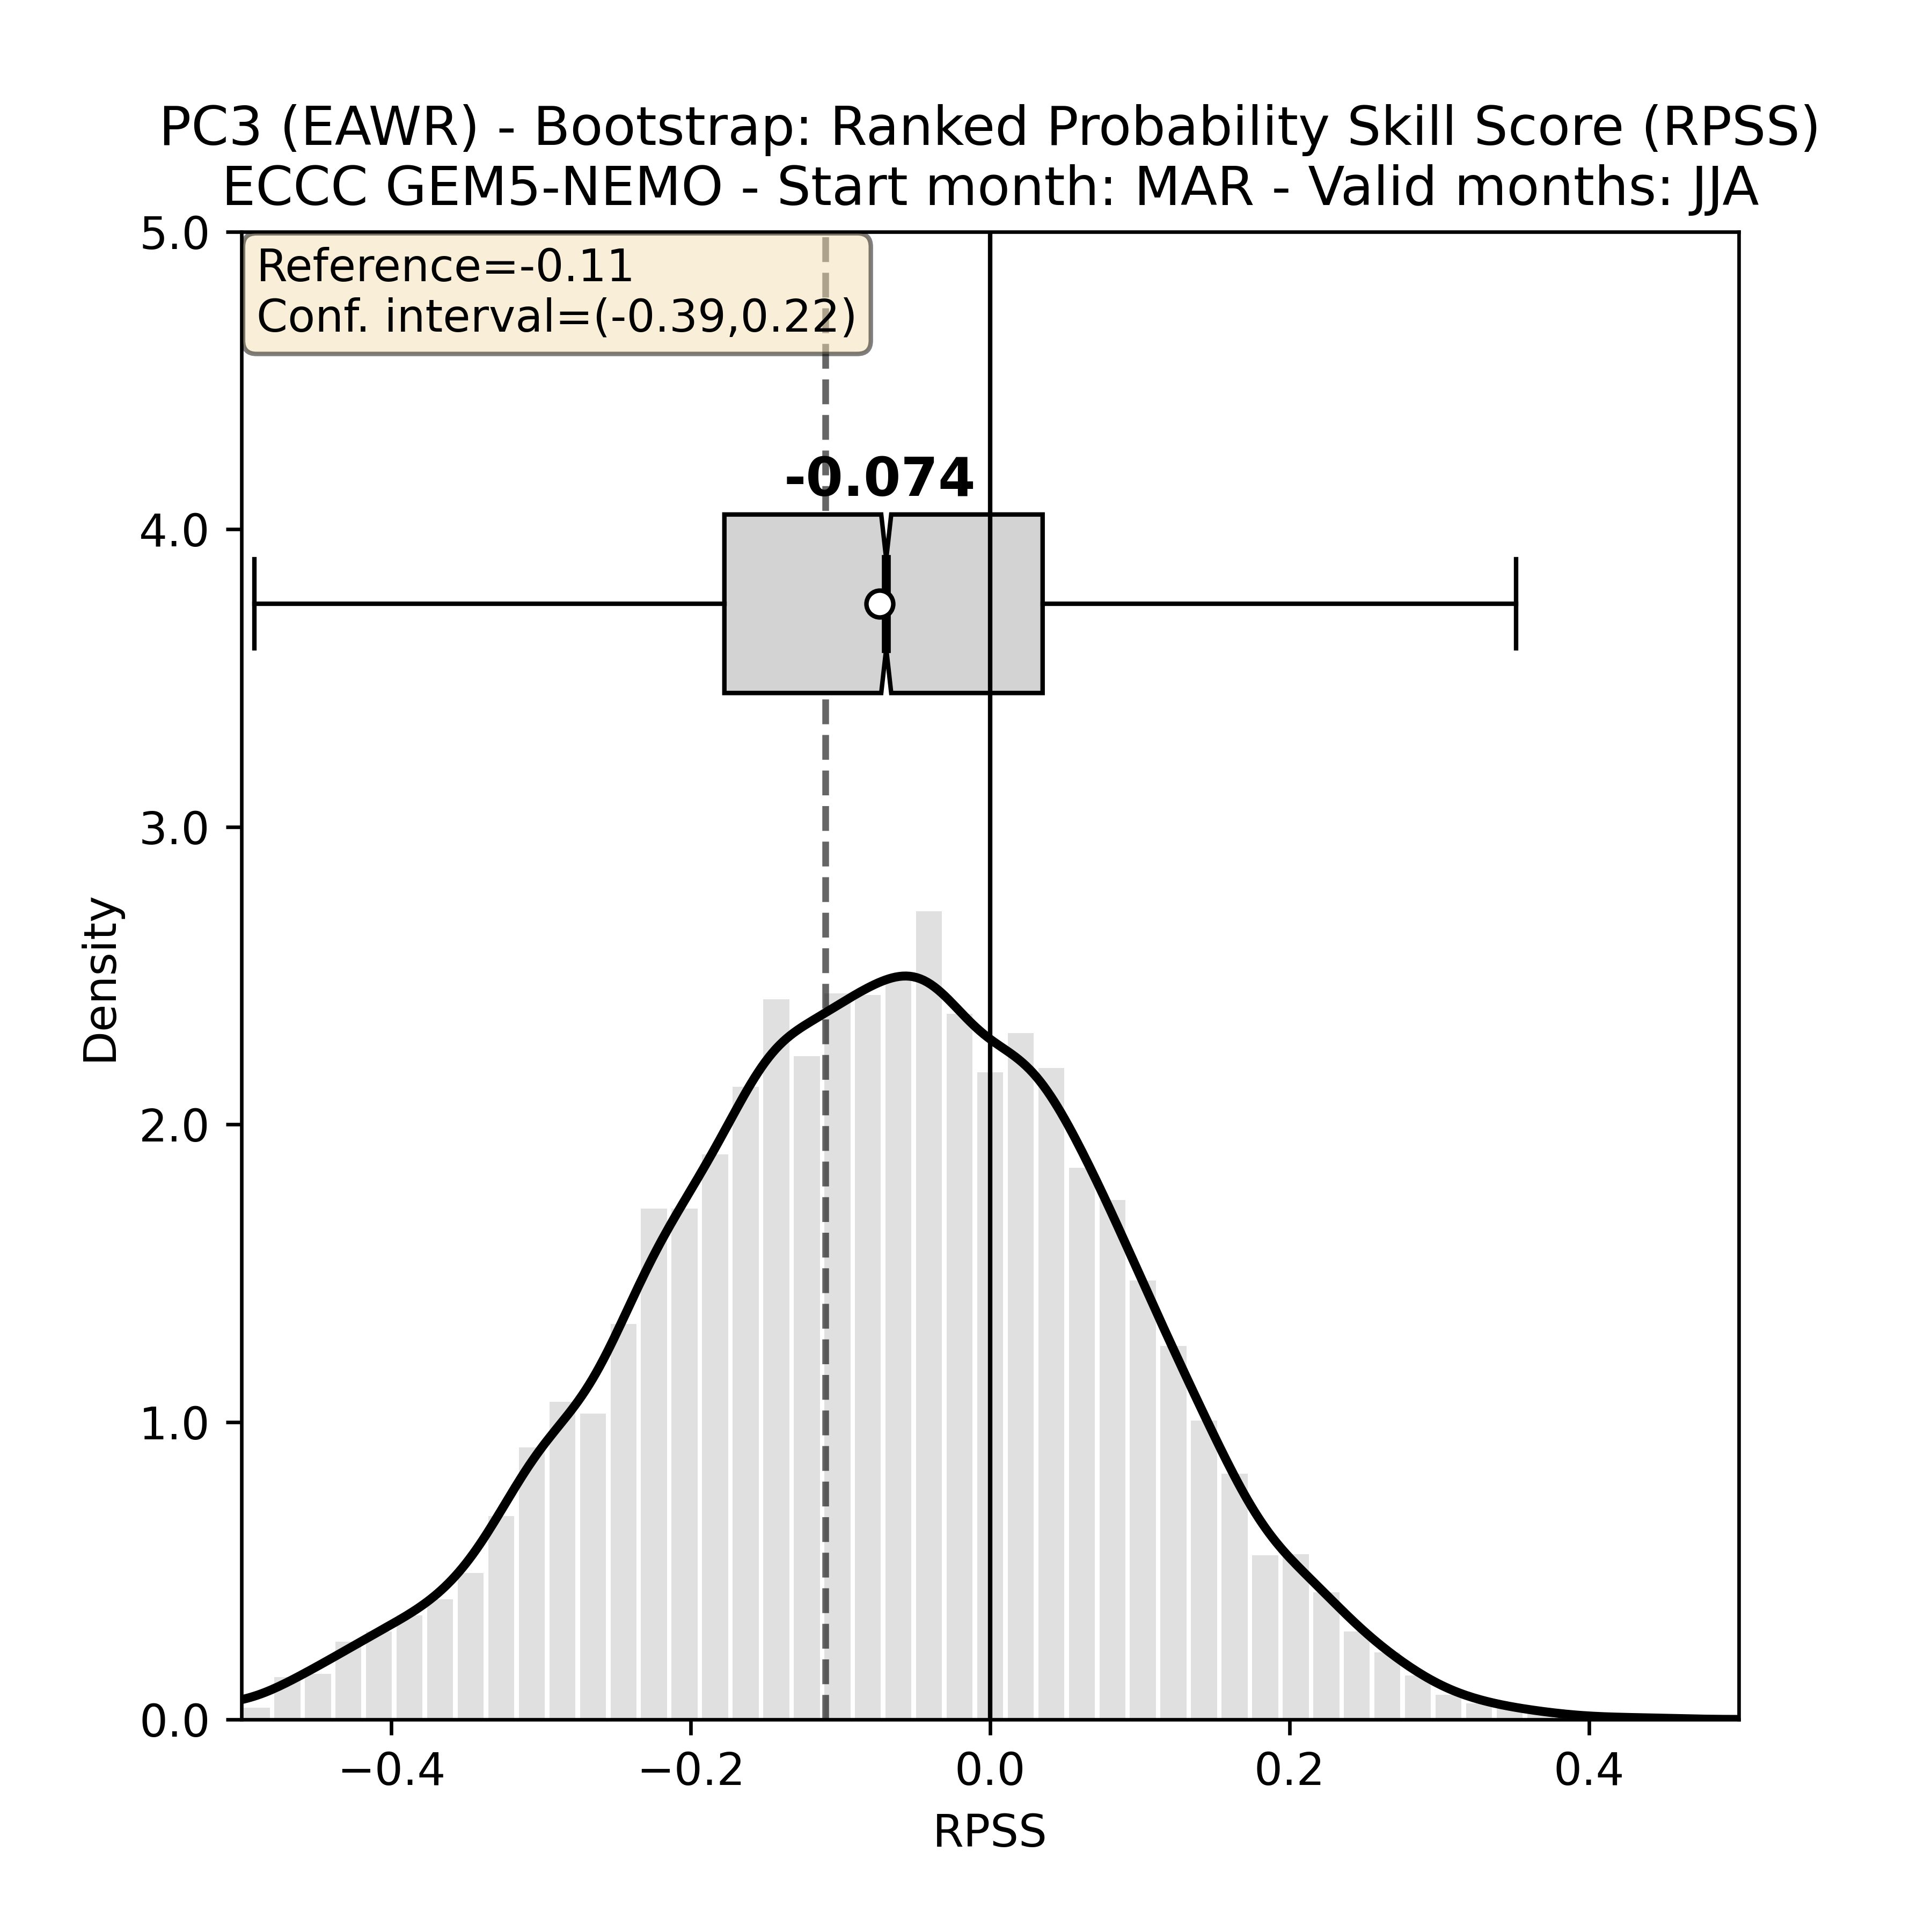 PC3 (EAWR) - Bootstrap: Ranked Probability Skill Score (RPSS)
ECCC GEM5-NEMO - Start month: MAR - Valid months: JJA
5.0
Reference=-0.11
Conf. interval=(-0.39,0.22)
-0.074
4.0
3.0
Density
2.0
1.0
0.0
−0.4 −0.2 0.0 0.2 0.4
RPSS